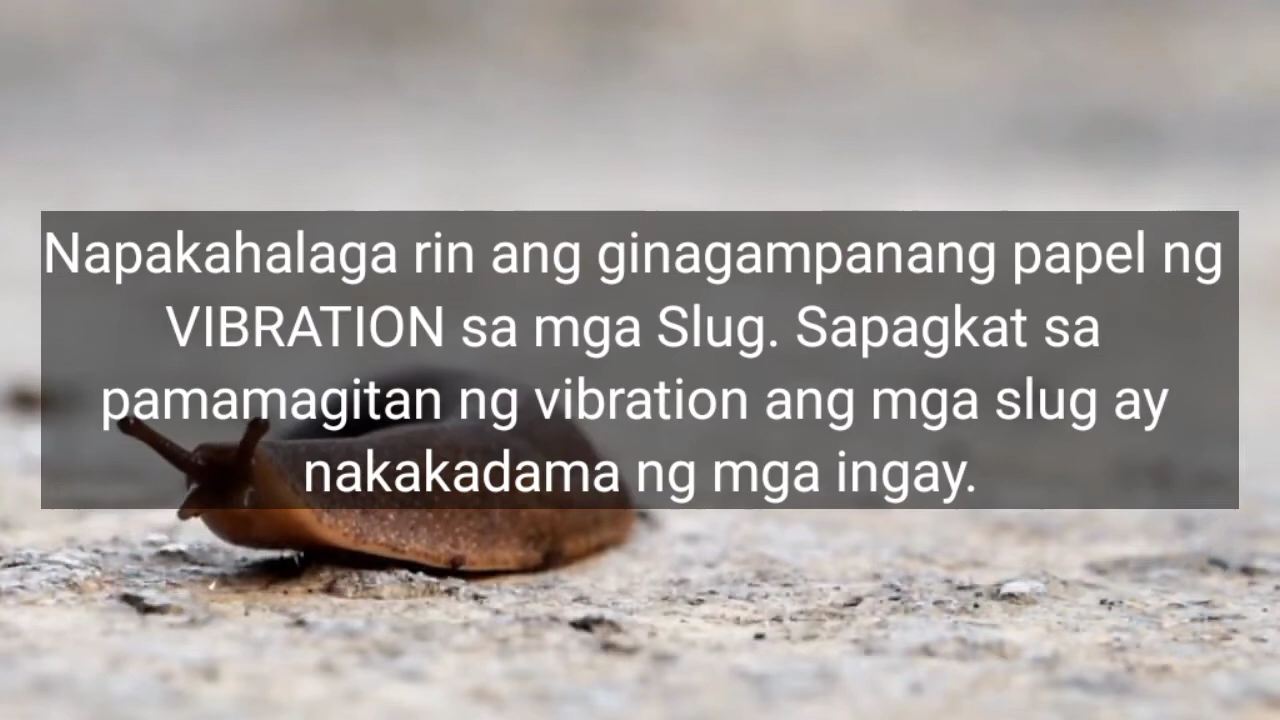 Napakahalaga rin ang ginagampanang papel ng
VIBRATION sa mga Slug. Sapagkat sa
pamamagitan ng vibration ang mga slug ay
nakakadama ng mga ingay.